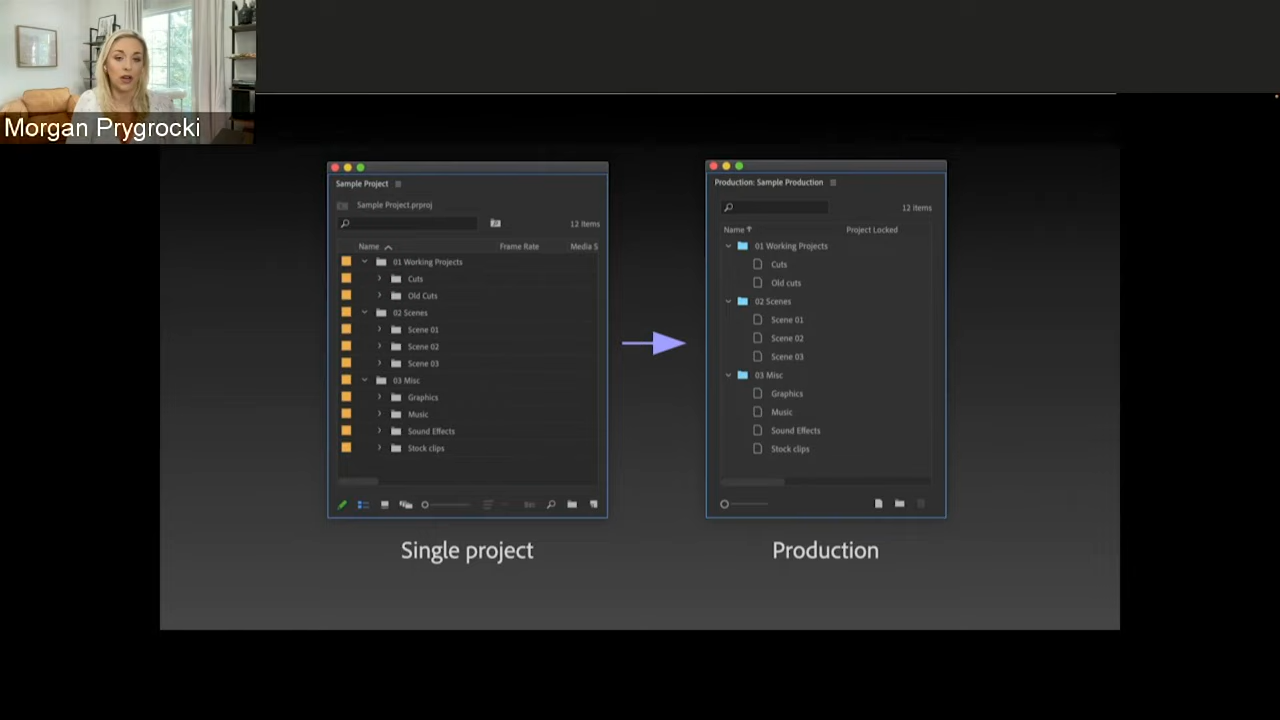 Morgan Prygrocki
Sample Project
Sample Project.prproj
12 Items
Name Frame Rate Media S
01 Working Projects
Cuts
Old Cuts
02 Scenes
Scene 01
Scene 02
Scene 03
03 Misc
Graphics
Music
Sound Effects
Stock clips
Single project
Production: Sample Production
12 Items
Name Project Locked
01 Working Projects
Cuts
Old cuts
02 Scenes
Scene 01
Scene 02
Scene 03
03 Misc
Graphics
Music
Sound Effects
Stock clips
Production